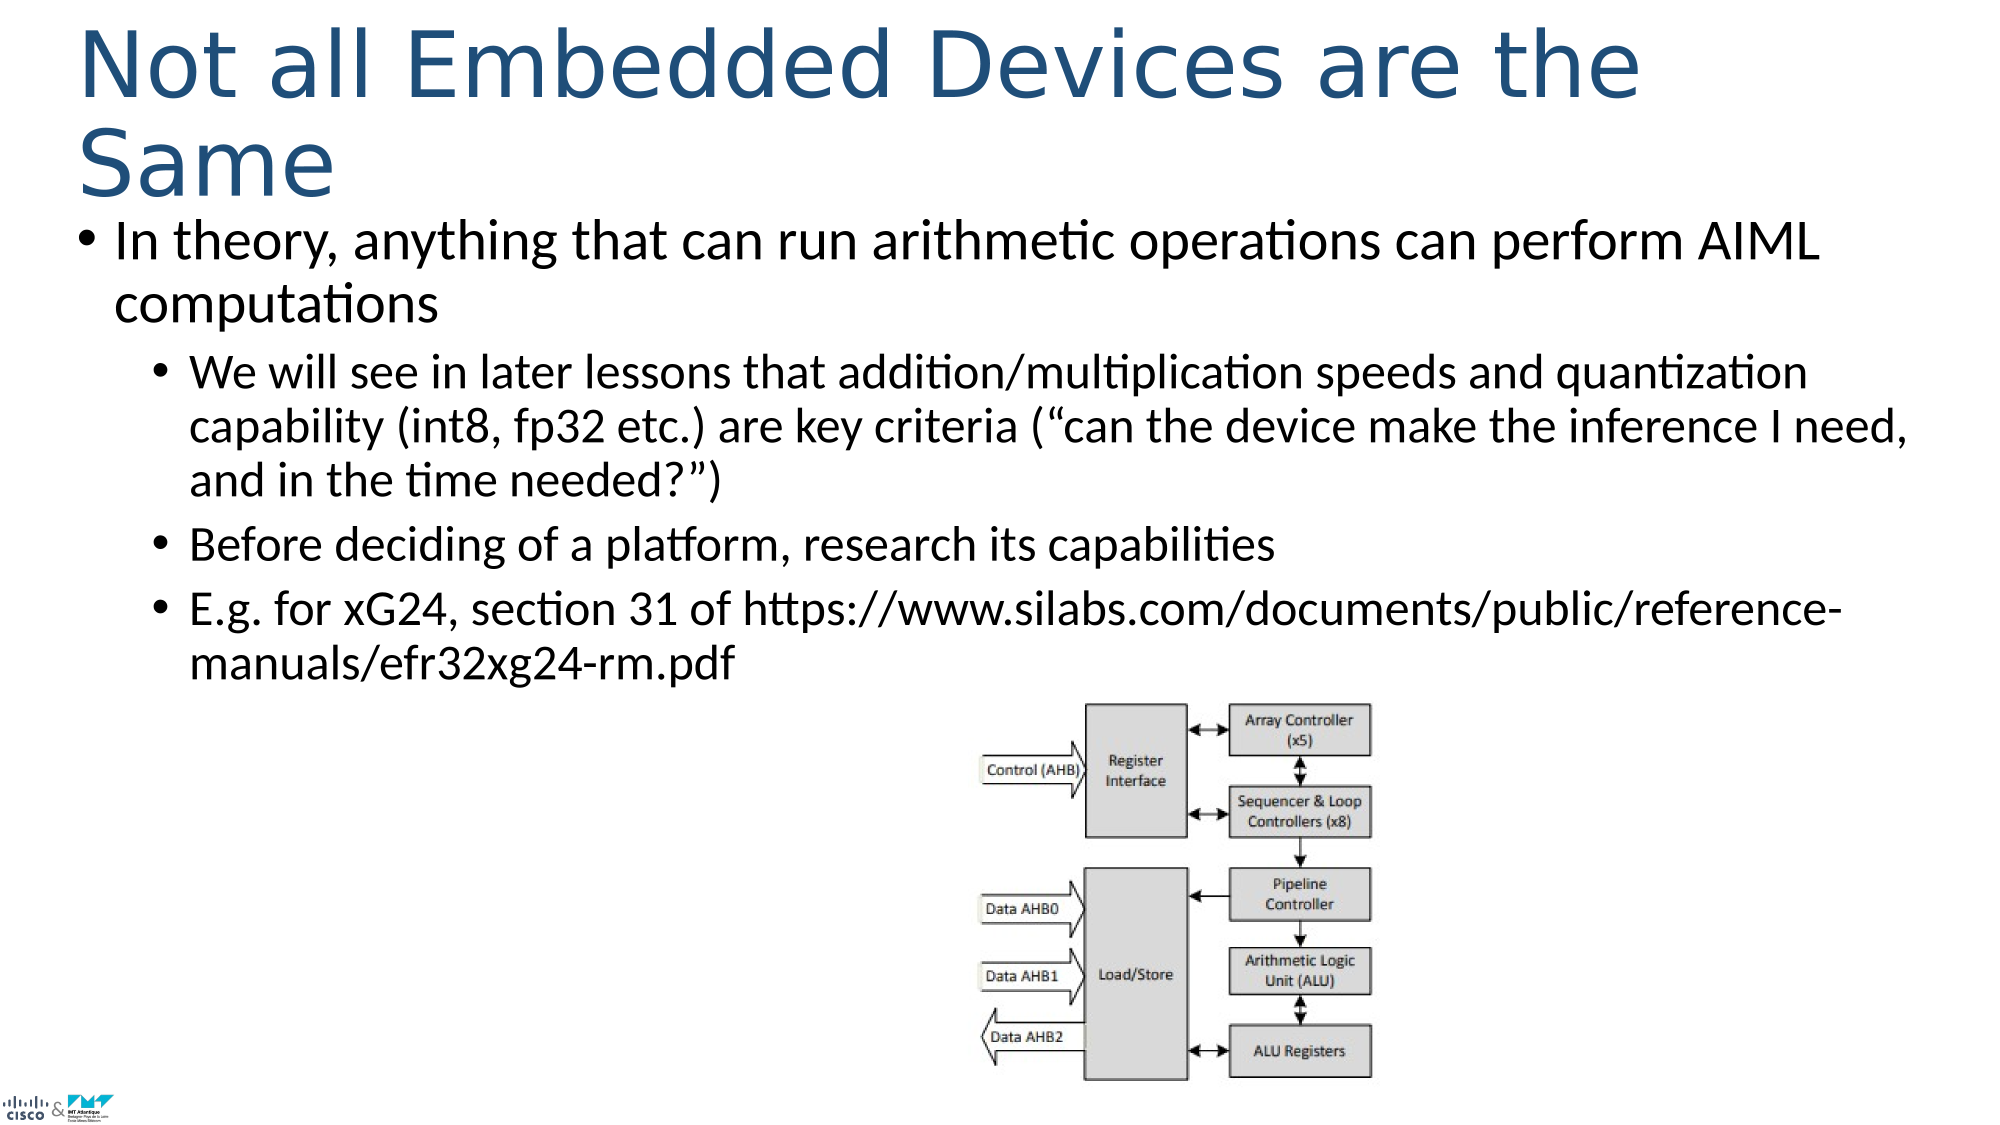 Not all Embedded Devices are the
Same
• In theory, anything that can run arithmetic operations can perform AIML
computations
• We will see in later lessons that addition/multiplication speeds and quantization
capability (int8, fp32 etc.) are key criteria (“can the device make the inference I need,
and in the time needed?”)
• Before deciding of a platform, research its capabilities
• E.g. for xG24, section 31 of https://www.silabs.com/documents/public/reference-
manuals/efr32xg24-rm.pdf
Control (AHB)
Register
Interface
Array Controller
(x5)
Sequencer & Loop
Controllers (x8)
Data AHB0
Data AHB1
Data AHB2
Load/Store
Pipeline
Controller
Arithmetic Logic
Unit (ALU)
ALU Registers
CISCO & IMT Atlantique